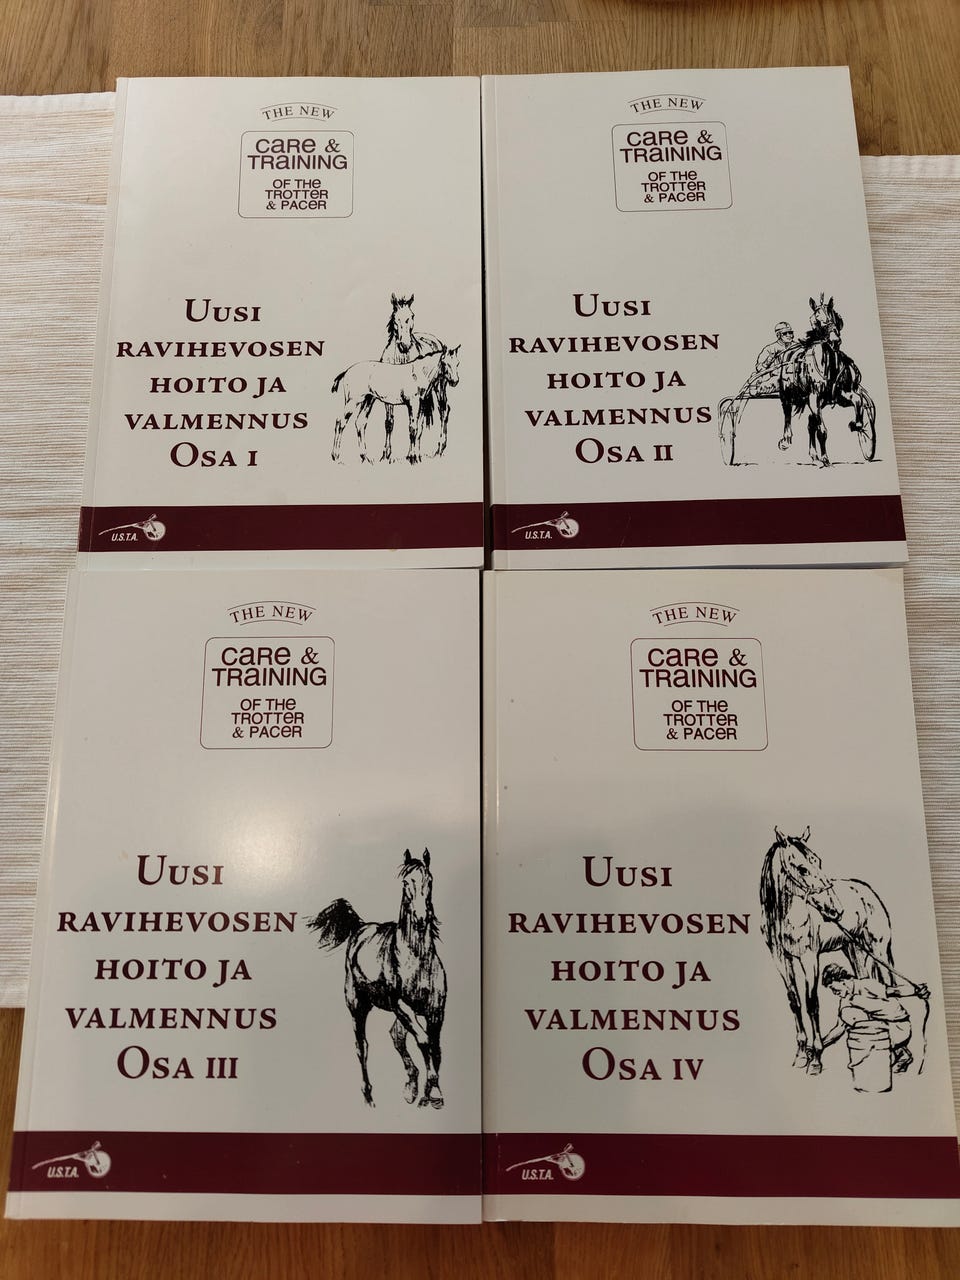 THE NEW
Care &
Training
OF THE
TROTTER
& PACER
Uusi
ravihevosen
hoito ja
valmennus
Osa I
U.S.T.A.
THE NEW
Care &
Training
OF THE
TROTTER
& PACER
Uusi
ravihevosen
hoito ja
valmennus
Osa II
U.S.T.A.
THE NEW
Care &
Training
OF THE
TROTTER
& PACER
Uusi
ravihevosen
hoito ja
valmennus
Osa III
U.S.T.A.
THE NEW
Care &
Training
OF THE
TROTTER
& PACER
Uusi
ravihevosen
hoito ja
valmennus
Osa IV
U.S.T.A.